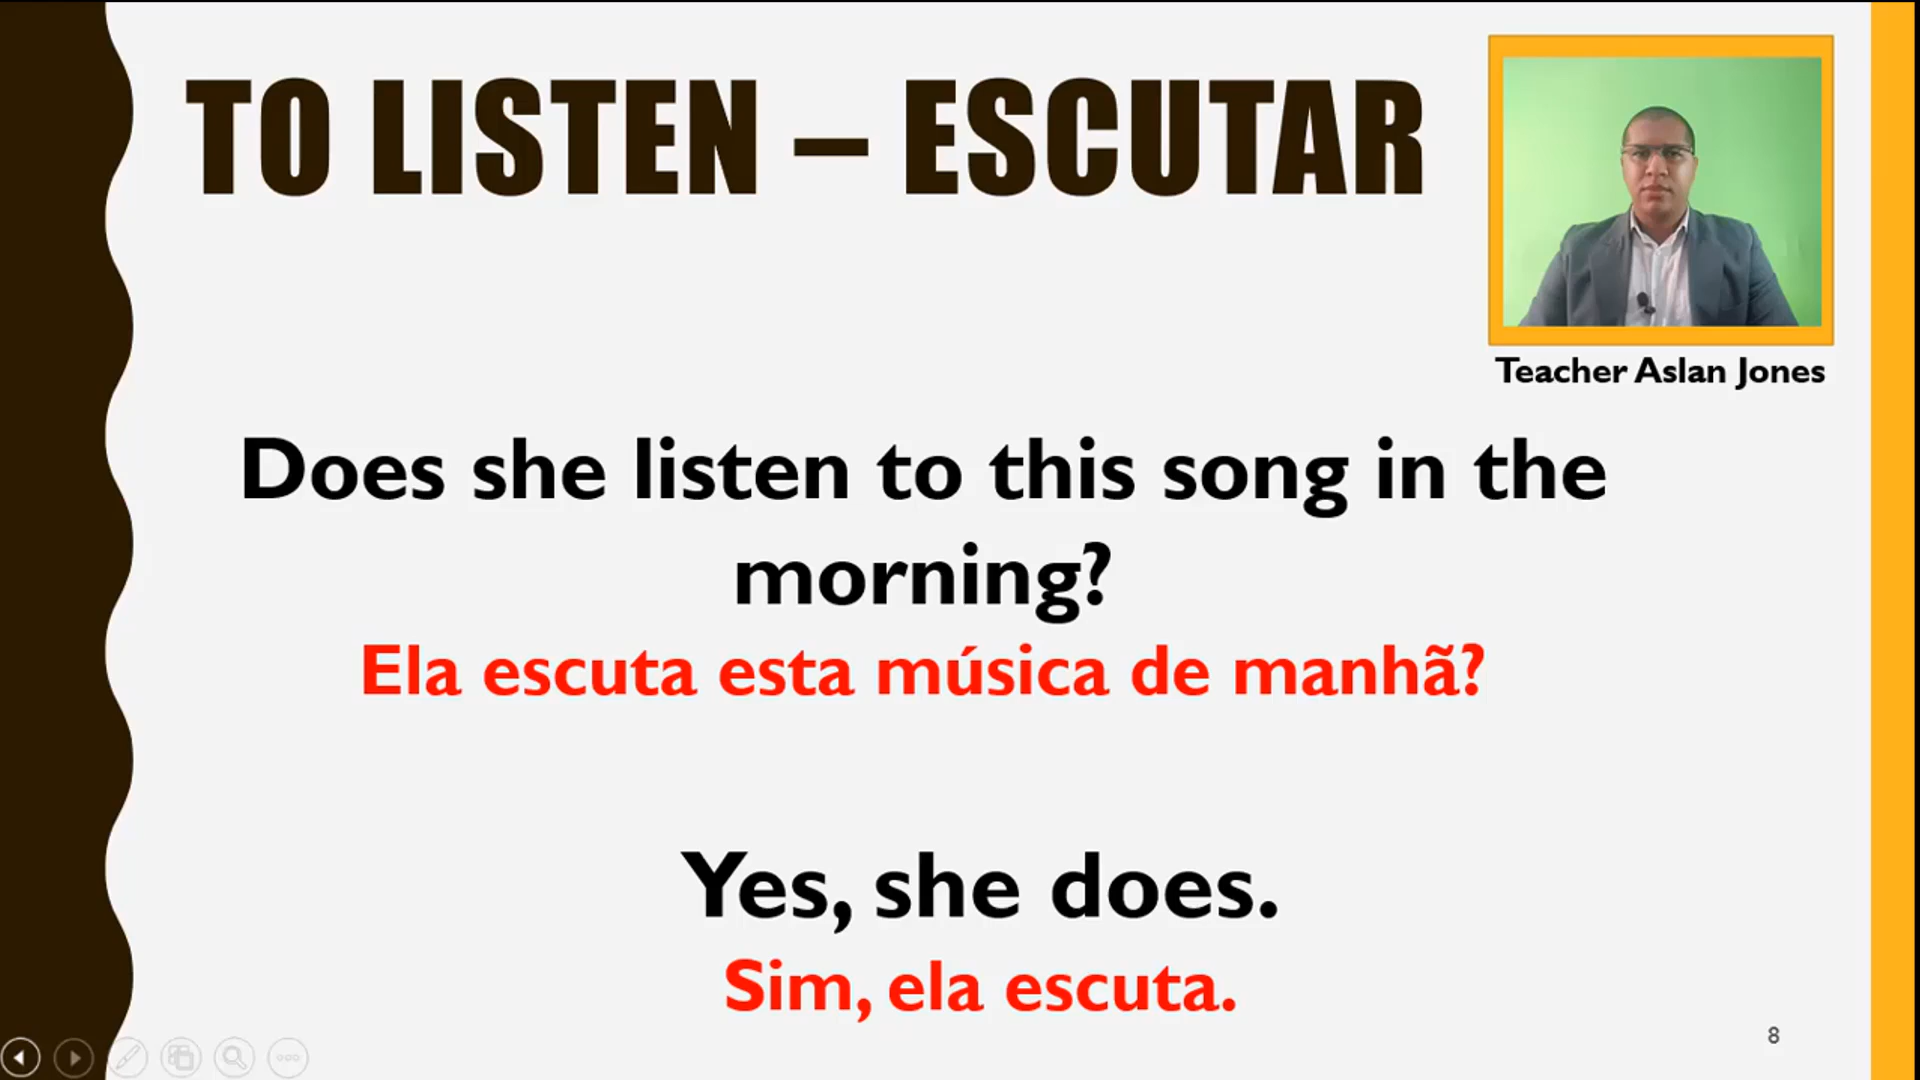 TO LISTEN – ESCUTAR
Teacher Aslan Jones
Does she listen to this song in the
morning?
Ela escuta esta música de manhã?
Yes, she does.
Sim, ela escuta.
8